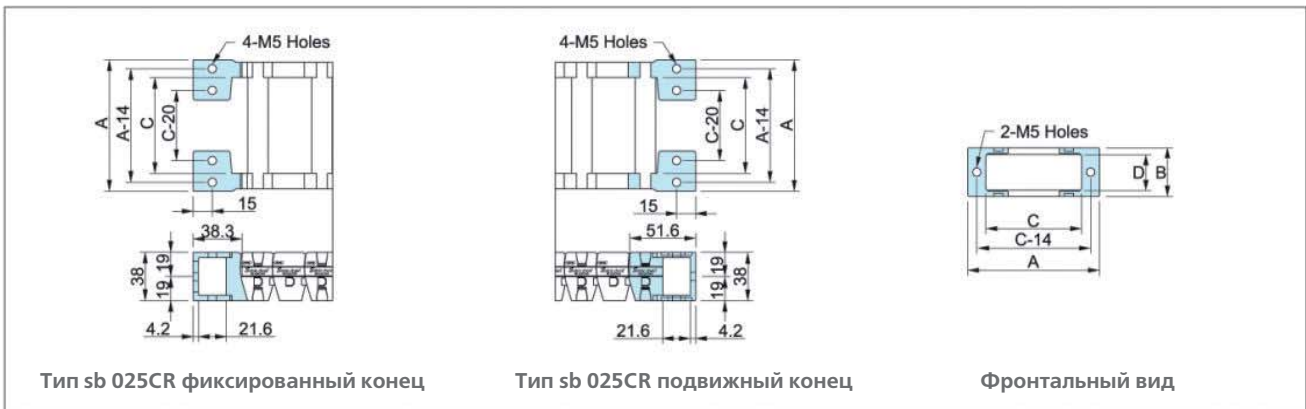 4-M5 Holes
A
A-14
C
C-20
15
38.3
38
19
19
4.2
21.6
Тип sb 025CR фиксированный конец
4-M5 Holes
C-20
C
A-14
A
15
51.6
19
19
38
21.6
4.2
Тип sb 025CR подвижный конец
2-M5 Holes
D
B
C
C-14
A
Фронтальный вид